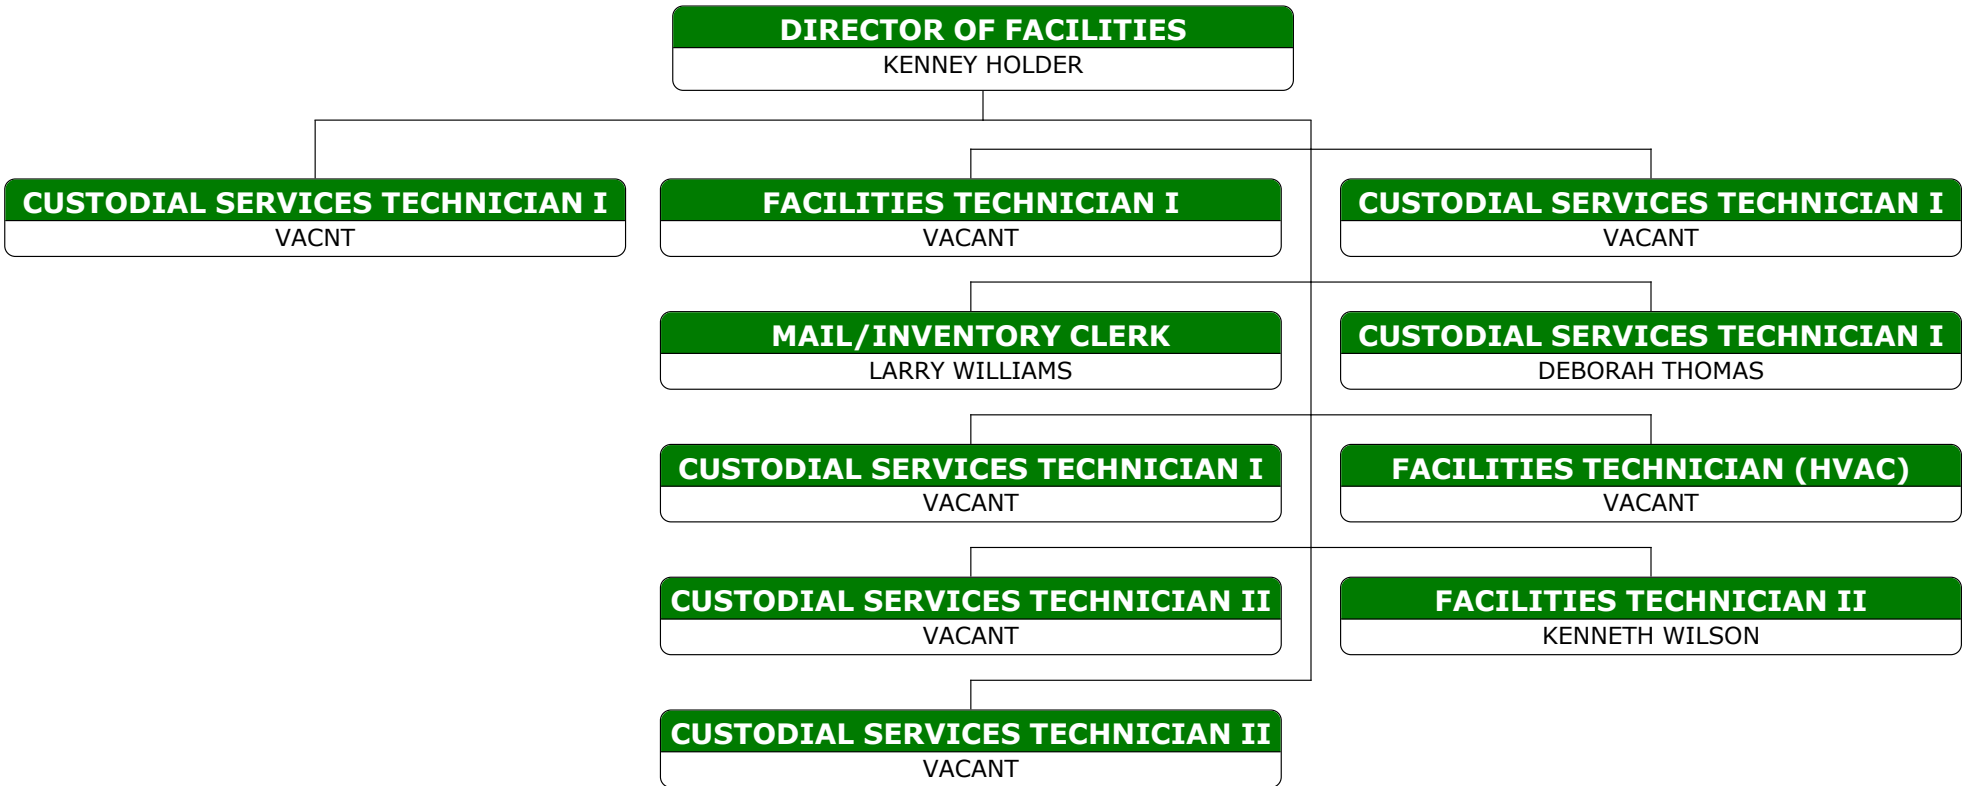 DIRECTOR OF FACILITIES
KENNEY HOLDER
CUSTODIAL SERVICES TECHNICIAN I
VACNT
FACILITIES TECHNICIAN I
VACANT
CUSTODIAL SERVICES TECHNICIAN I
VACANT
MAIL/INVENTORY CLERK
LARRY WILLIAMS
CUSTODIAL SERVICES TECHNICIAN I
DEBORAH THOMAS
CUSTODIAL SERVICES TECHNICIAN I
VACANT
FACILITIES TECHNICIAN (HVAC)
VACANT
CUSTODIAL SERVICES TECHNICIAN II
VACANT
FACILITIES TECHNICIAN II
KENNETH WILSON
CUSTODIAL SERVICES TECHNICIAN II
VACANT